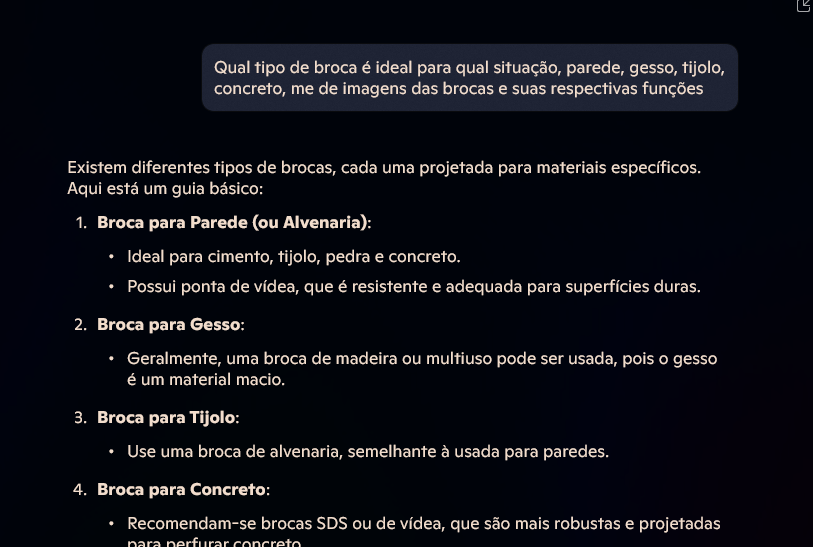 Qual tipo de broca é ideal para qual situação, parede, gesso, tijolo,
concreto, me de imagens das brocas e suas respectivas funções
Existem diferentes tipos de brocas, cada uma projetada para materiais específicos.
Aqui está um guia básico:
1. Broca para Parede (ou Alvenaria):
• Ideal para cimento, tijolo, pedra e concreto.
• Possui ponta de vídea, que é resistente e adequada para superfícies duras.
2. Broca para Gesso:
• Geralmente, uma broca de madeira ou multiuso pode ser usada, pois o gesso
é um material macio.
3. Broca para Tijolo:
• Use uma broca de alvenaria, semelhante à usada para paredes.
4. Broca para Concreto:
• Recomendam-se brocas SDS ou de vídea, que são mais robustas e projetadas
para perfurar concreto.